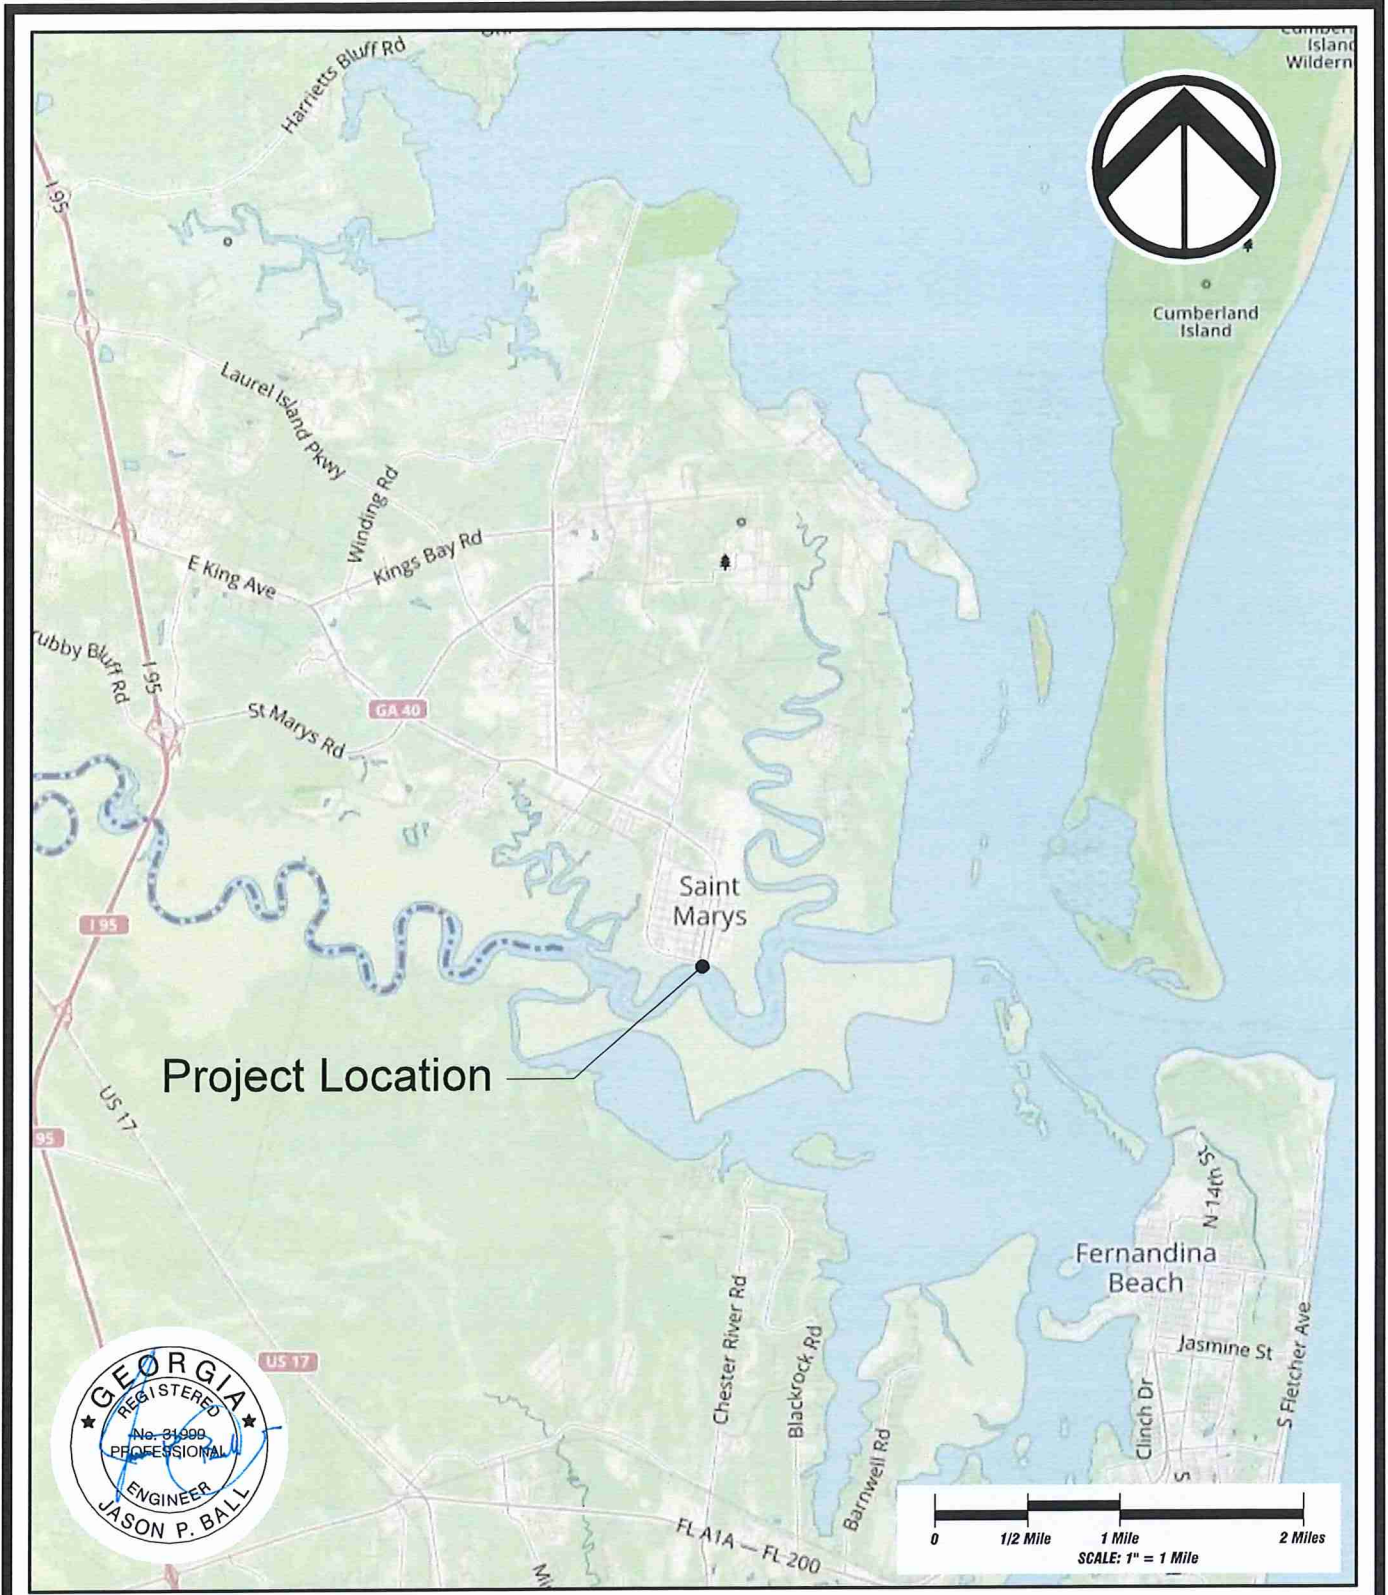 Harrietts Bluff Rd
Island
Wildern
I 95
Cumberland
Island
Laurel Island Pkwy
Winding Rd
Kings Bay Rd
E King Ave
rubby Bluff Rd
I 95
GA 40
St Marys Rd
Saint
Marys
I 95
Project Location
US 17
95
N 14th St
Fernandina
Beach
Chester River Rd
Blackrock Rd
Jasmine St
S Fletcher Ave
US 17
Clinch Dr
Barnwell Rd
S
FL A1A — FL 200
GEORGIA
REGISTERED
No. 31999
PROFESSIONAL
ENGINEER
JASON P. BALL
0 1/2 Mile 1 Mile 2 Miles
SCALE: 1" = 1 Mile